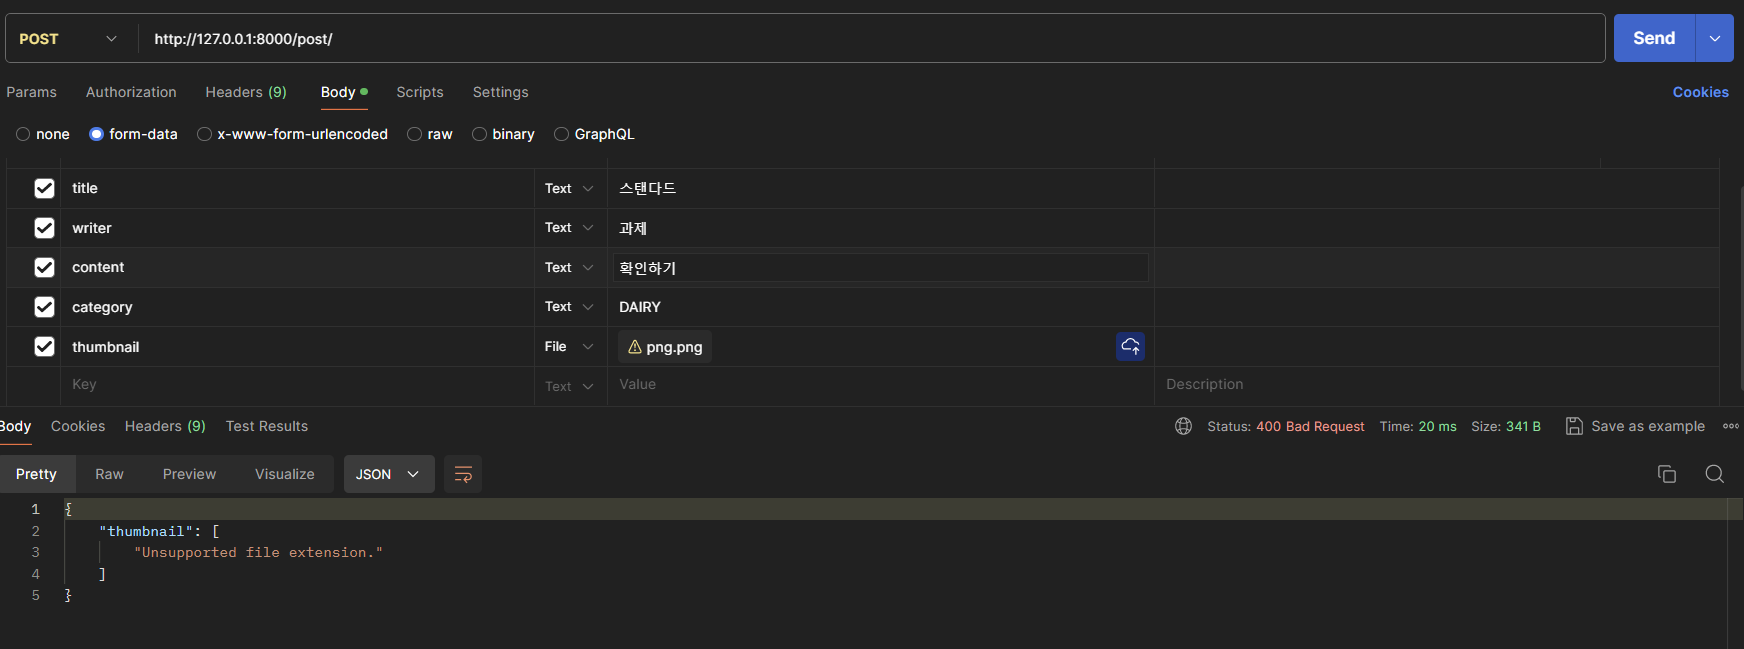 POST http://127.0.0.1:8000/post/ Send
Params Authorization Headers (9) Body Scripts Settings Cookies
none form-data x-www-form-urlencoded raw binary GraphQL
title Text 스탠다드
writer Text 과제
content Text 확인하기
category Text DAIRY
thumbnail File png.png
Key Text Value Description
Body Cookies Headers (9) Test Results Status: 400 Bad Request Time: 20 ms Size: 341 B Save as example
Pretty Raw Preview Visualize JSON
1 {
2 "thumbnail": [
3 "Unsupported file extension."
4 ]
5 }